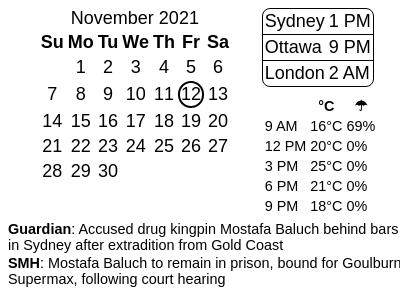 November 2021
Su Mo Tu We Th Fr Sa
1 2 3 4 5 6
7 8 9 10 11 12 13
14 15 16 17 18 19 20
21 22 23 24 25 26 27
28 29 30
Sydney 1 PM
Ottawa 9 PM
London 2 AM
°C ☂
9 AM 16°C 69%
12 PM 20°C 0%
3 PM 25°C 0%
6 PM 21°C 0%
9 PM 18°C 0%
Guardian: Accused drug kingpin Mostafa Baluch behind bars
in Sydney after extradition from Gold Coast
SMH: Mostafa Baluch to remain in prison, bound for Goulburn
Supermax, following court hearing